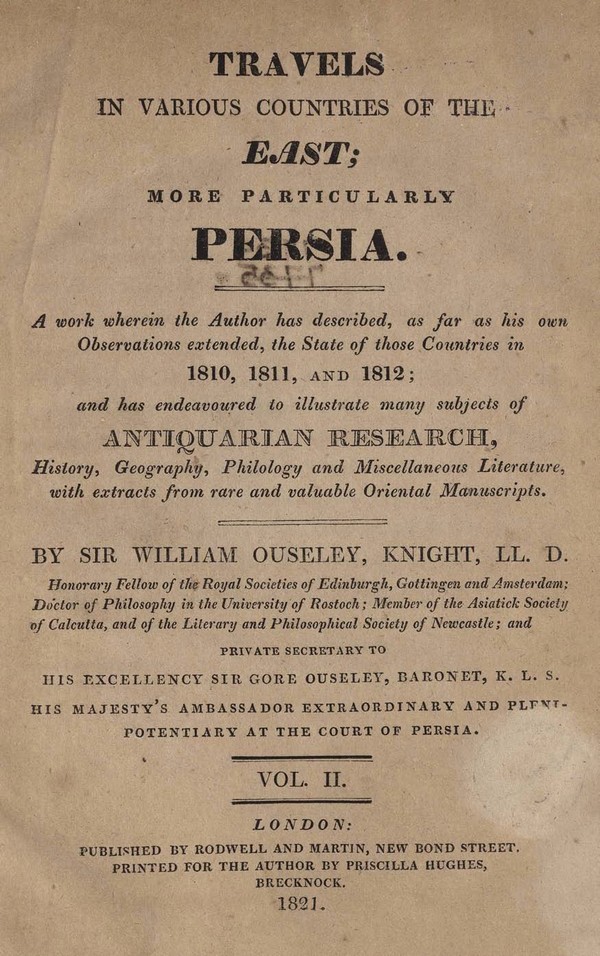 TRAVELS
IN VARIOUS COUNTRIES OF THE
EAST;
MORE PARTICULARLY
PERSIA.
A work wherein the Author has described, as far as his own
Observations extended, the State of those Countries in
1810, 1811, AND 1812;
and has endeavoured to illustrate many subjects of
ANTIQUARIAN RESEARCH,
History, Geography, Philology and Miscellaneous Literature,
with extracts from rare and valuable Oriental Manuscripts.
BY SIR WILLIAM OUSELEY, KNIGHT, LL. D.
Honorary Fellow of the Royal Societies of Edinburgh, Gottingen and Amsterdam;
Doctor of Philosophy in the University of Rostoch; Member of the Asiatick Society
of Calcutta, and of the Literary and Philosophical Society of Newcastle; and
PRIVATE SECRETARY TO
HIS EXCELLENCY SIR GORE OUSELEY, BARONET, K. L. S.
HIS MAJESTY'S AMBASSADOR EXTRAORDINARY AND PLENI-
POTENTIARY AT THE COURT OF PERSIA.
VOL. II.
LONDON:
PUBLISHED BY RODWELL AND MARTIN, NEW BOND STREET.
PRINTED FOR THE AUTHOR BY PRISCILLA HUGHES,
BRECKNOCK.
1821.